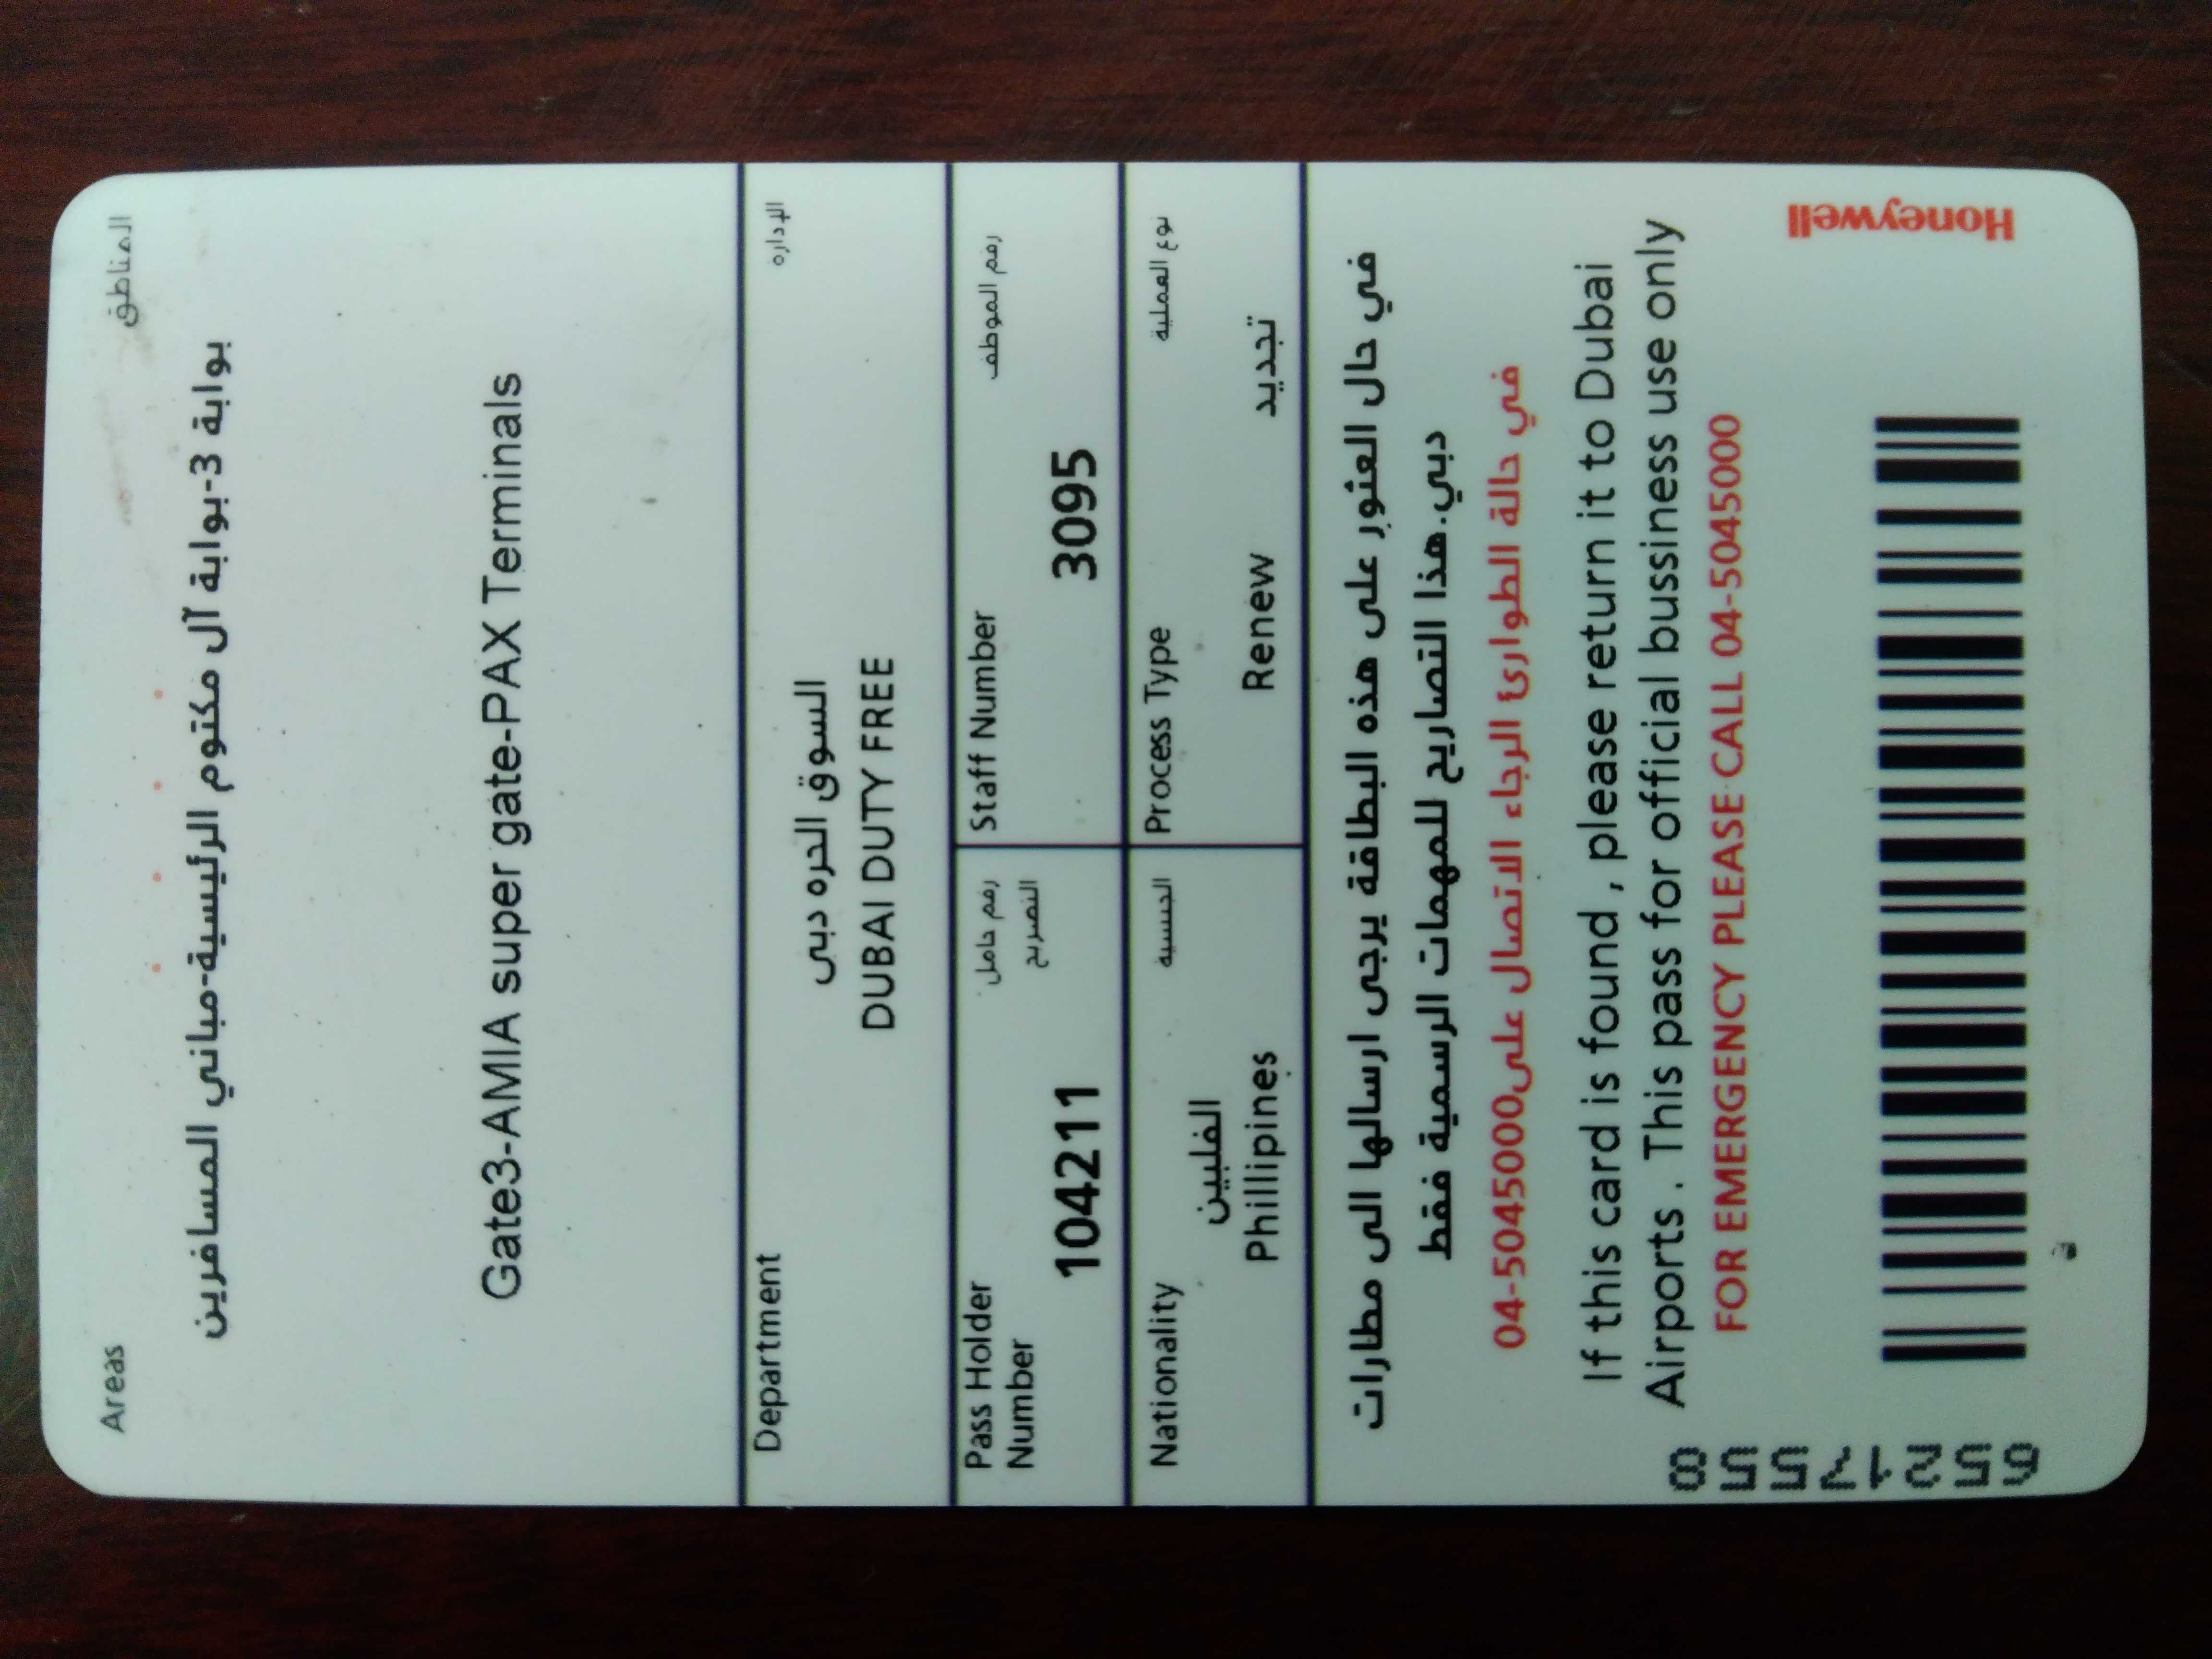 Areas المناطق
بوابة 3-بوابة آل مكتوم الرئيسية-مباني المسافرين
Gate3-AMIA super gate-PAX Terminals
Department الإداره
السوق الحره دبى
DUBAI DUTY FREE
Pass Holder رقم حامل
Number التصريح
104211
Staff Number رقم الموظف
3095
Nationality الجنسية
الفلبين
Phillipines
Process Type نوع العملية
Renew تجديد
في حال العثور على هذه البطاقة يرجى ارسالها الى مطارات
دبي.هذا التصاريح للمهمات الرسمية فقط
في حالة الطوارئ الرجاء الاتصال على04-5045000
If this card is found , please return it to Dubai
Airports . This pass for official bussiness use only
FOR EMERGENCY PLEASE CALL 04-5045000
Honeywell